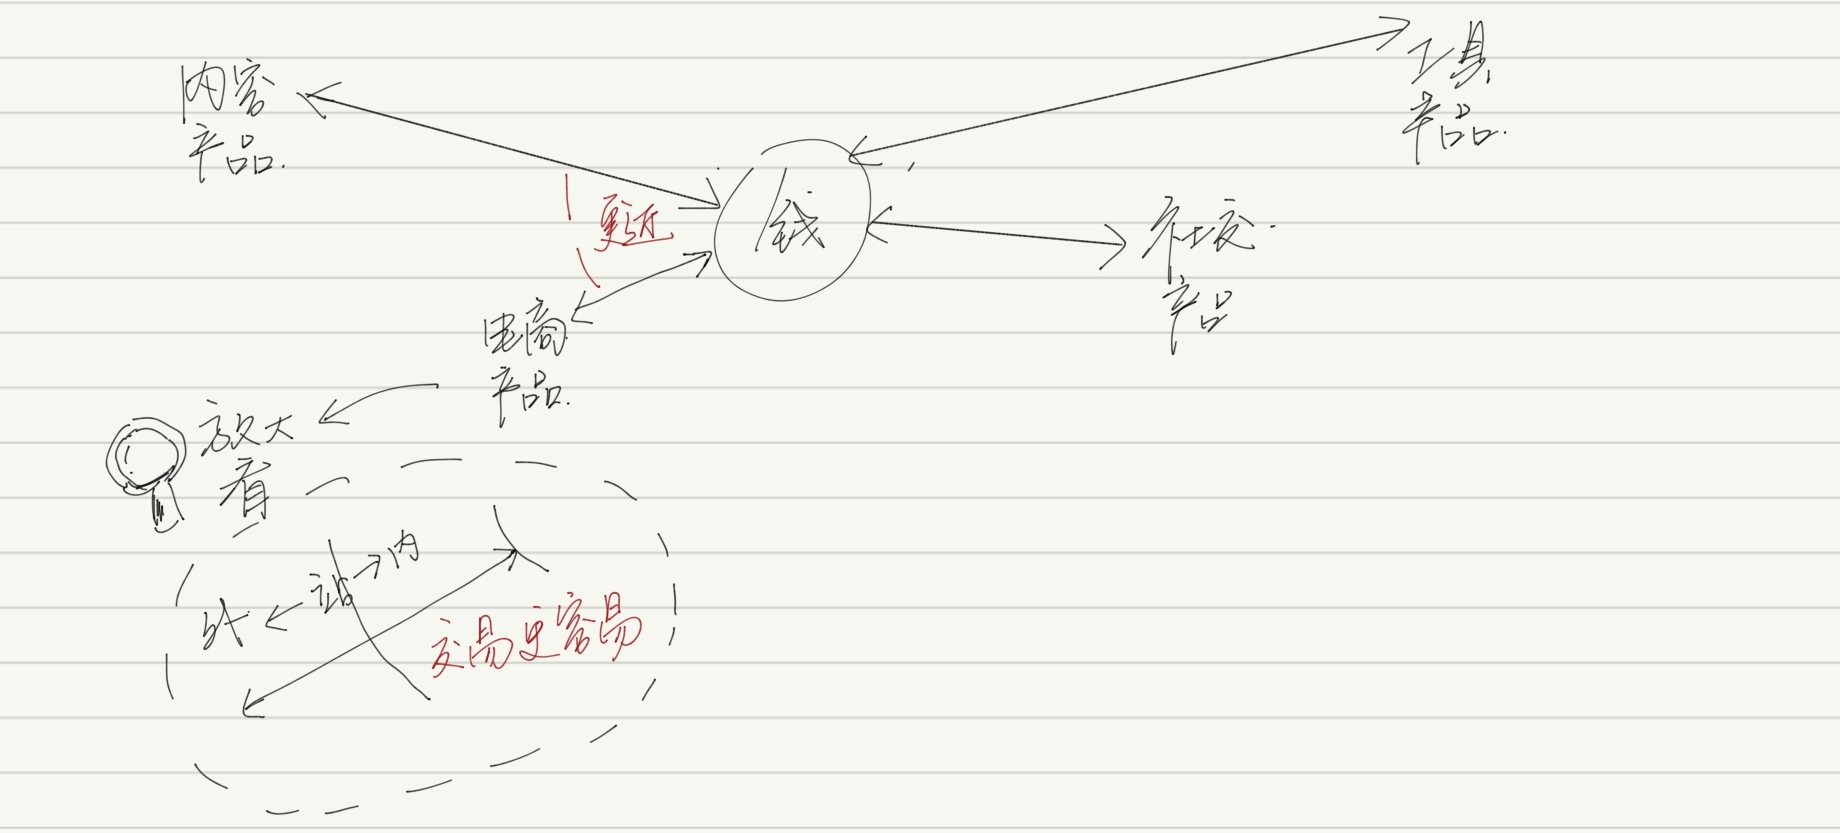 内容
产品.
工具
产品.
更近
钱
社交
产品
电商
产品.
放大
看
外←站→内
交易更容易